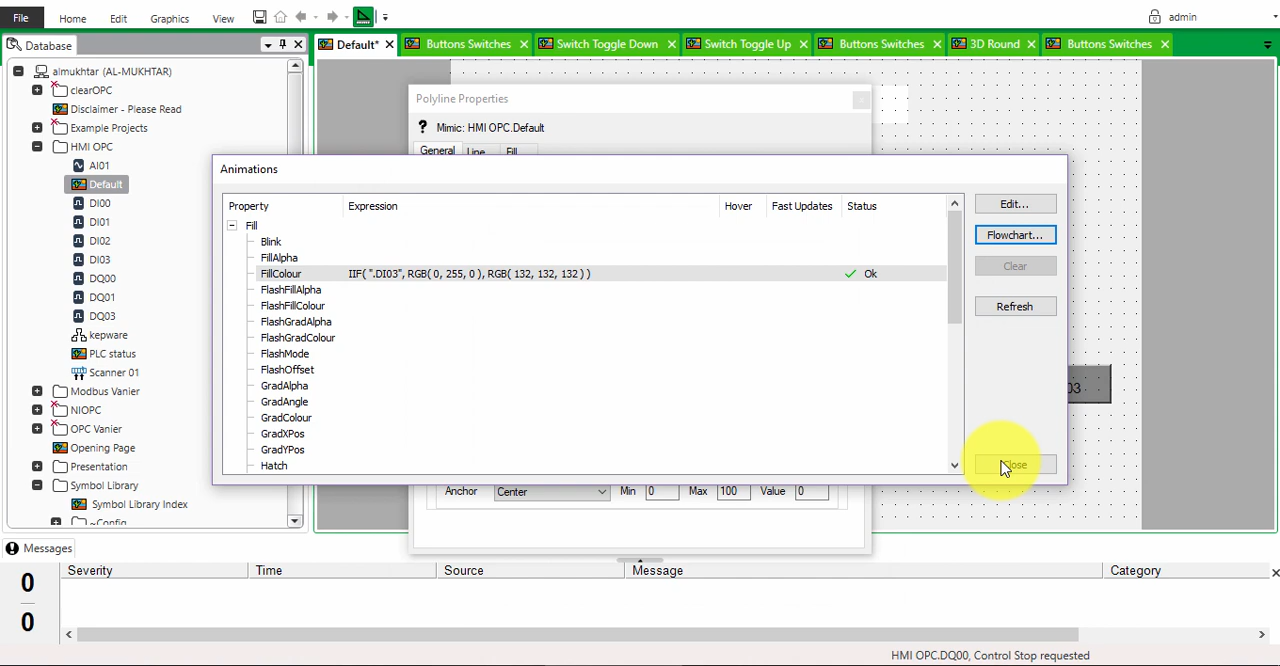 File Home Edit Graphics View admin
Database
Default* Buttons Switches Switch Toggle Down Switch Toggle Up Buttons Switches 3D Round Buttons Switches
almukhtar (AL-MUKHTAR)
clearOPC
Disclaimer - Please Read
Example Projects
HMI OPC
AI01
Default
DI00
DI01
DI02
DI03
DQ00
DQ01
DQ03
kepware
PLC status
Scanner 01
Modbus Vanier
NIOPC
OPC Vanier
Opening Page
Presentation
Symbol Library
Symbol Library Index
~Config
Polyline Properties
? Mimic: HMI OPC.Default
General Line Fill
Animations
Property Expression Hover Fast Updates Status
Fill
Blink
FillAlpha
FillColour IIF( ".DI03", RGB( 0, 255, 0 ), RGB( 132, 132, 132 ) ) Ok
FlashFillAlpha
FlashFillColour
FlashGradAlpha
FlashGradColour
FlashMode
FlashOffset
GradAlpha
GradAngle
GradColour
GradXPos
GradYPos
Hatch
Edit...
Flowchart...
Clear
Refresh
Close
03
Anchor Center Min 0 Max 100 Value 0
Messages
Severity Time Source Message Category
0
0
HMI OPC.DQ00, Control Stop requested